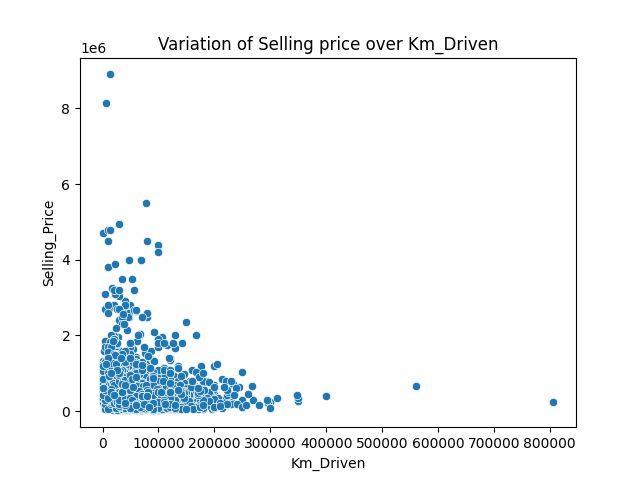 Variation of Selling price over Km_Driven
1e6
8
6
4
2
0
Selling_Price
0 100000 200000 300000 400000 500000 600000 700000 800000
Km_Driven